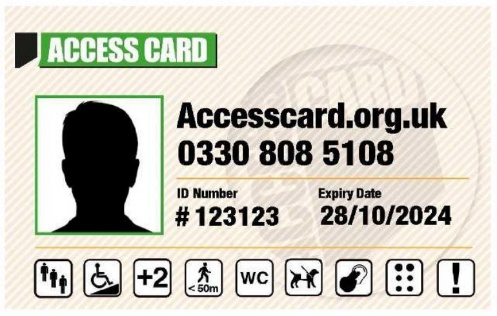 ACCESS CARD
Accesscard.org.uk
0330 808 5108
ID Number
Expiry Date
# 123123
28/10/2024
+2
< 50m
WC
!